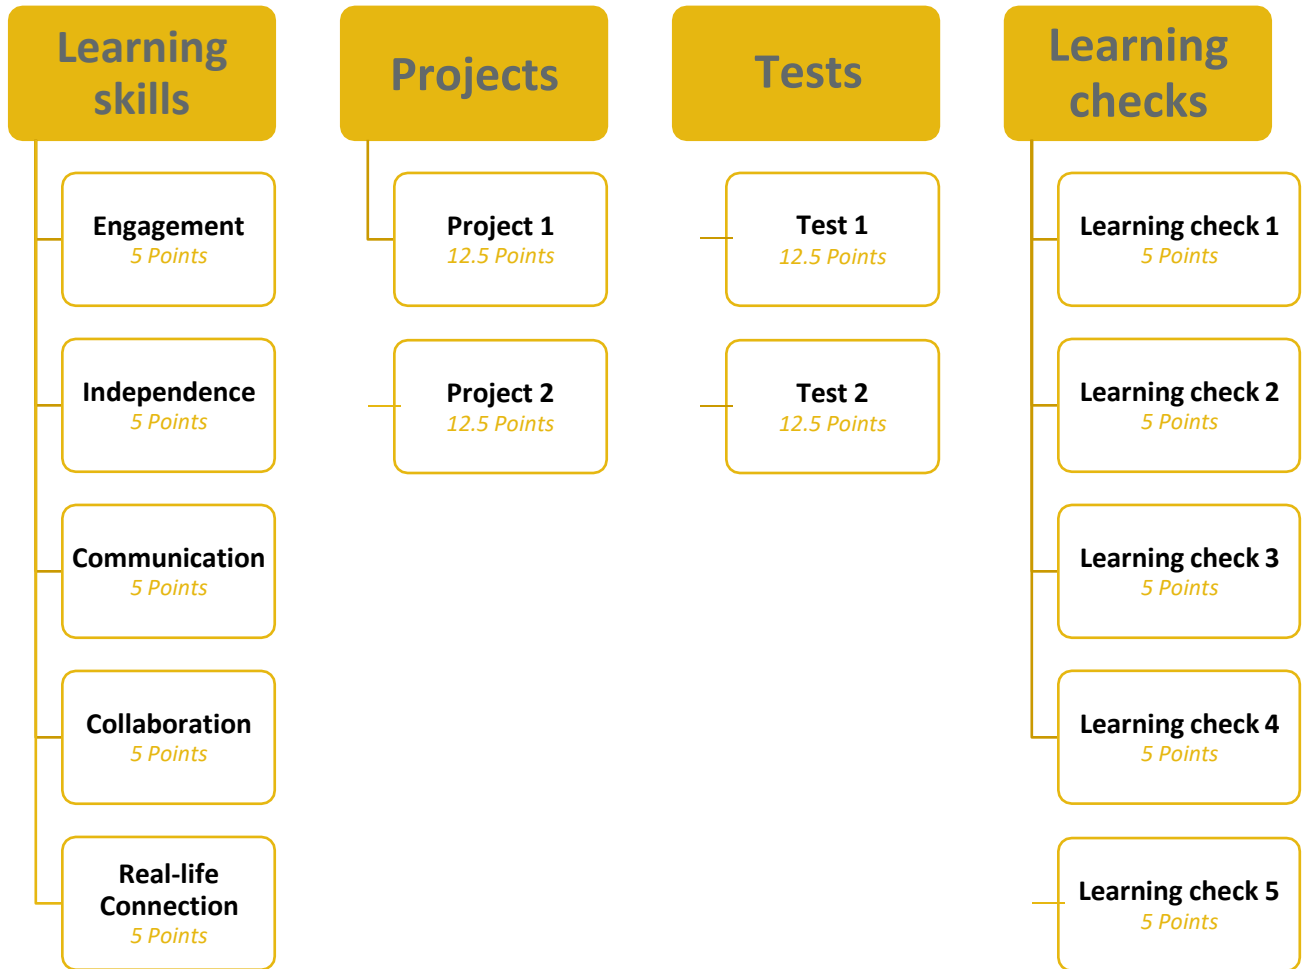 Learning
skills
Engagement
5 Points
Independence
5 Points
Communication
5 Points
Collaboration
5 Points
Real-life
Connection
5 Points
Projects
Project 1
12.5 Points
Project 2
12.5 Points
Tests
Test 1
12.5 Points
Test 2
12.5 Points
Learning
checks
Learning check 1
5 Points
Learning check 2
5 Points
Learning check 3
5 Points
Learning check 4
5 Points
Learning check 5
5 Points